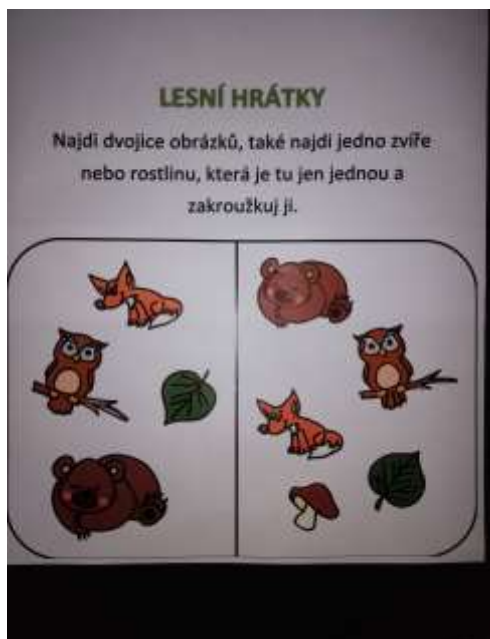 LESNÍ HRÁTKY
Najdi dvojice obrázků, také najdi jedno zvíře
nebo rostlinu, která je tu jen jednou a
zakroužkuj ji.